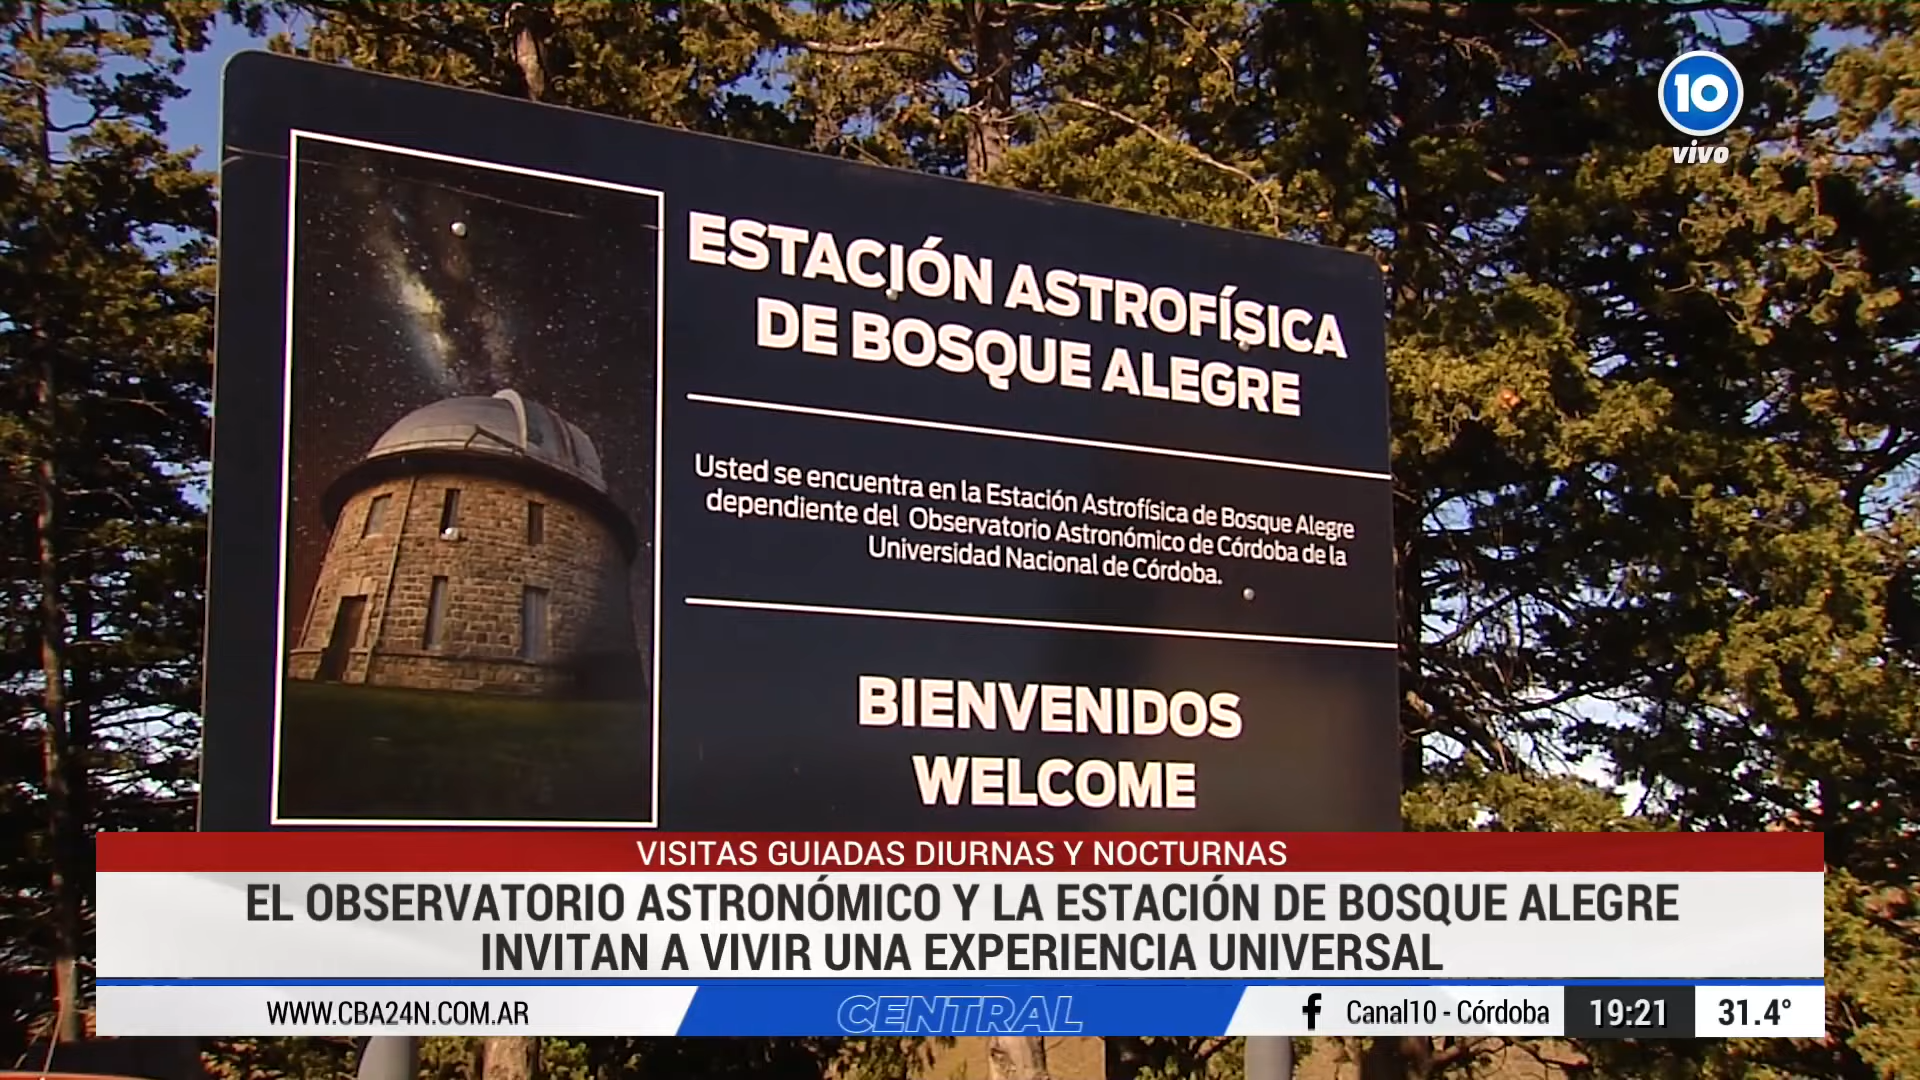 10
vivo
ESTACIÓN ASTROFÍSICA
DE BOSQUE ALEGRE
Usted se encuentra en la Estación Astrofísica de Bosque Alegre
dependiente del Observatorio Astronómico de Córdoba de la
Universidad Nacional de Córdoba.
BIENVENIDOS
WELCOME
VISITAS GUIADAS DIURNAS Y NOCTURNAS
EL OBSERVATORIO ASTRONÓMICO Y LA ESTACIÓN DE BOSQUE ALEGRE
INVITAN A VIVIR UNA EXPERIENCIA UNIVERSAL
WWW.CBA24N.COM.AR CENTRAL f Canal10 - Córdoba 19:21 31.4°